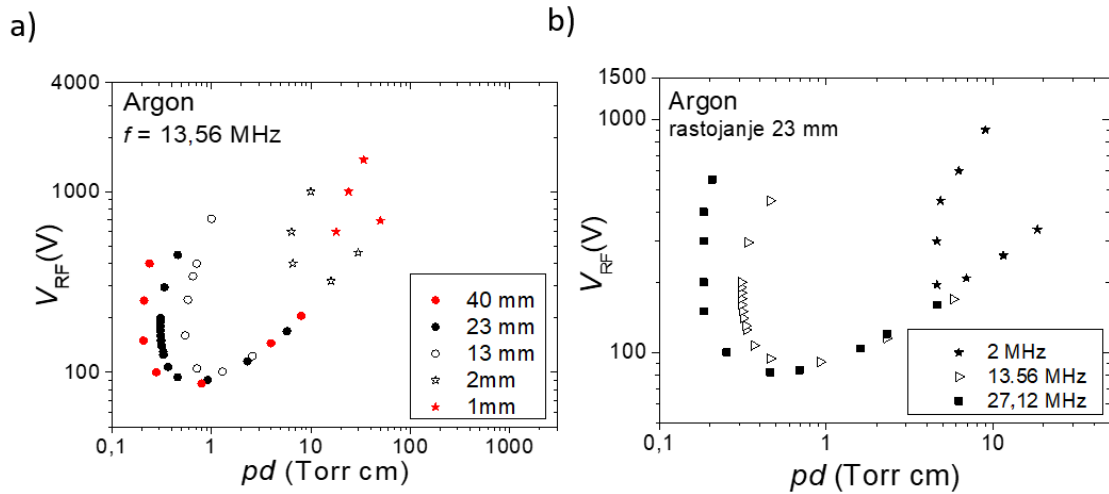 a)
Argon
f = 13,56 MHz
4000
1000
100
V_RF(V)
40 mm
23 mm
13 mm
2mm
1mm
0,1 1 10 100 1000
pd (Torr cm)
b)
Argon
rastojanje 23 mm
1500
1000
100
V_RF(V)
2 MHz
13.56 MHz
27,12 MHz
0,1 1 10
pd (Torr cm)